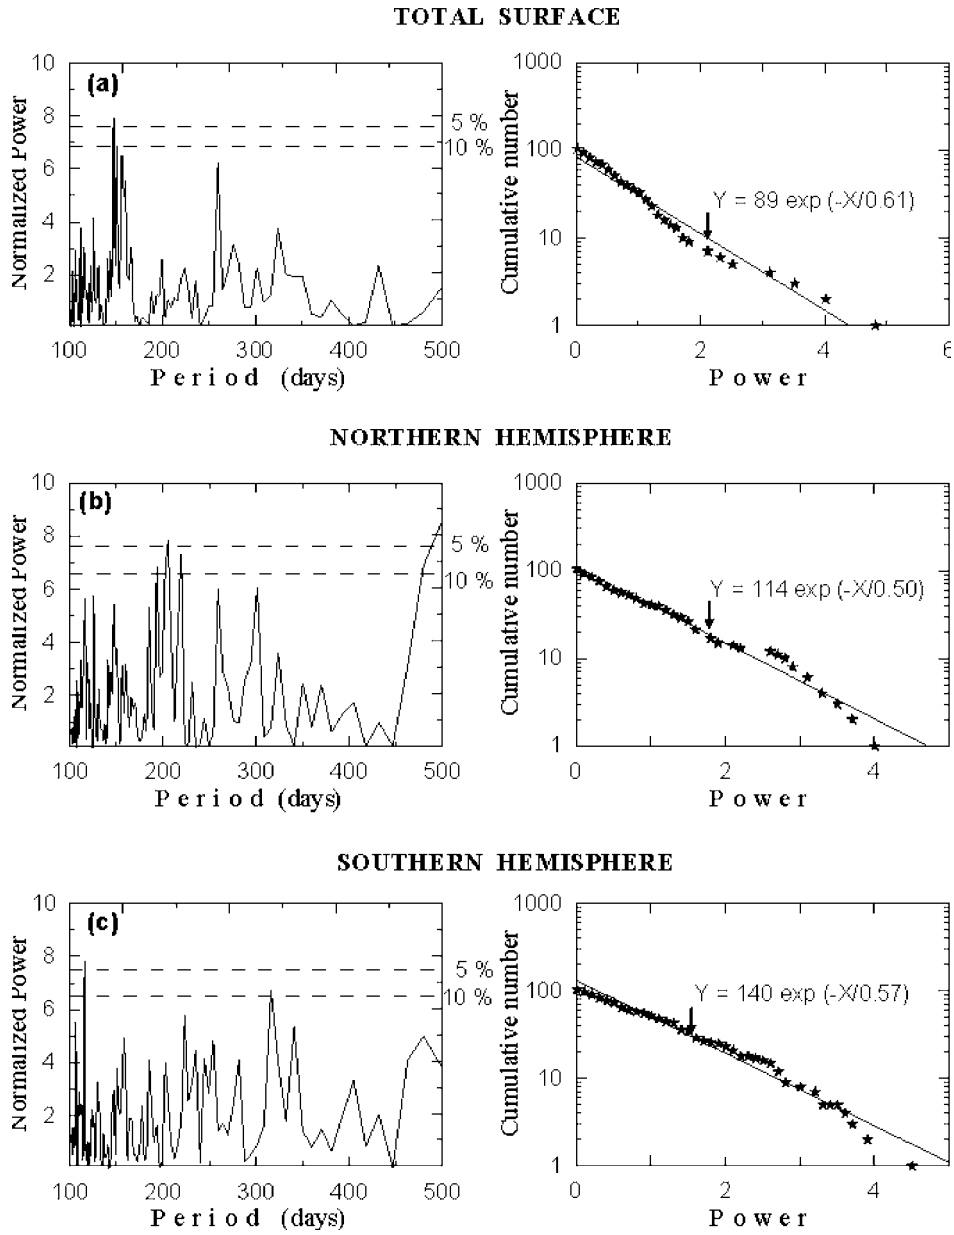 TOTAL SURFACE
(a)
Normalized Power
10
8
6
4
2
5 %
10 %
100 200 300 400 500
Period (days)
Cumulative number
1000
100
10
1
Y = 89 exp (-X/0.61)
0 2 4 6
Power
NORTHERN HEMISPHERE
(b)
Normalized Power
10
8
6
4
2
5 %
10 %
100 200 300 400 500
Period (days)
Cumulative number
1000
100
10
1
Y = 114 exp (-X/0.50)
0 2 4
Power
SOUTHERN HEMISPHERE
(c)
Normalized Power
10
8
6
4
2
5 %
10 %
100 200 300 400 500
Period (days)
Cumulative number
1000
100
10
1
Y = 140 exp (-X/0.57)
0 2 4
Power